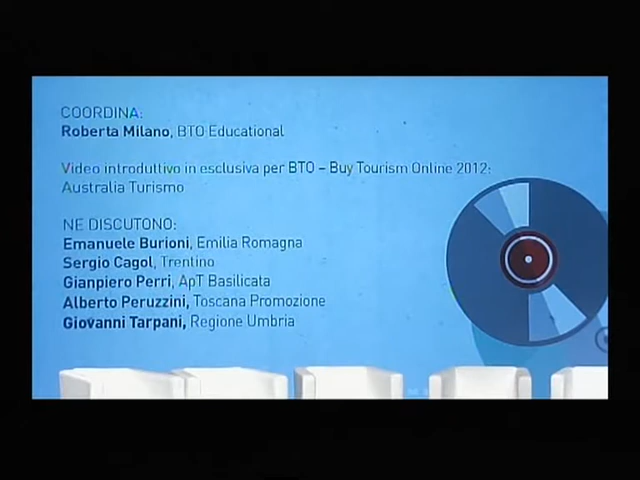 COORDINA:
Roberta Milano, BTO Educational
Video introduttivo in esclusiva per BTO – Buy Tourism Online 2012:
Australia Turismo
NE DISCUTONO:
Emanuele Burioni, Emilia Romagna
Sergio Cagol, Trentino
Gianpiero Perri, ApT Basilicata
Alberto Peruzzini, Toscana Promozione
Giovanni Tarpani, Regione Umbria